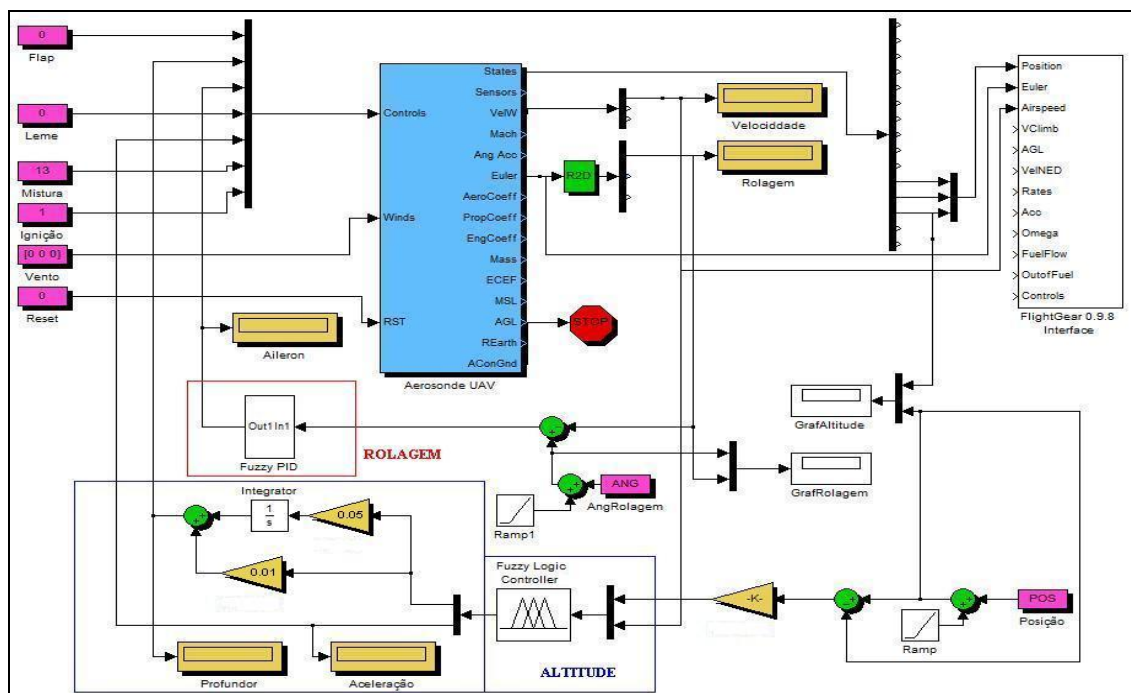 0
Flap
0
Leme
13
Mistura
1
Ignição
[0 0 0]
Vento
0
Reset
Controls
Winds
RST
States
Sensors
VelW
Mach
Ang Acc
Euler
AeroCoeff
PropCoeff
EngCoeff
Mass
ECEF
MSL
AGL
REarth
AConGnd
Aerosonde UAV
R2D
STOP
Velociddade
Rolagem
Position
Euler
Airspeed
VClimb
AGL
VelNED
Rates
Acc
Omega
FuelFlow
OutofFuel
Controls
FlightGear 0.9.8
Interface
Aileron
Out1 In1
Fuzzy PID
ROLAGEM
ANG
AngRolagem
Ramp1
GrafAltitude
GrafRolagem
Integrator
1
s
0.05
0.01
Fuzzy Logic
Controller
-K-
POS
Posição
Ramp
Profundor
Aceleração
ALTITUDE